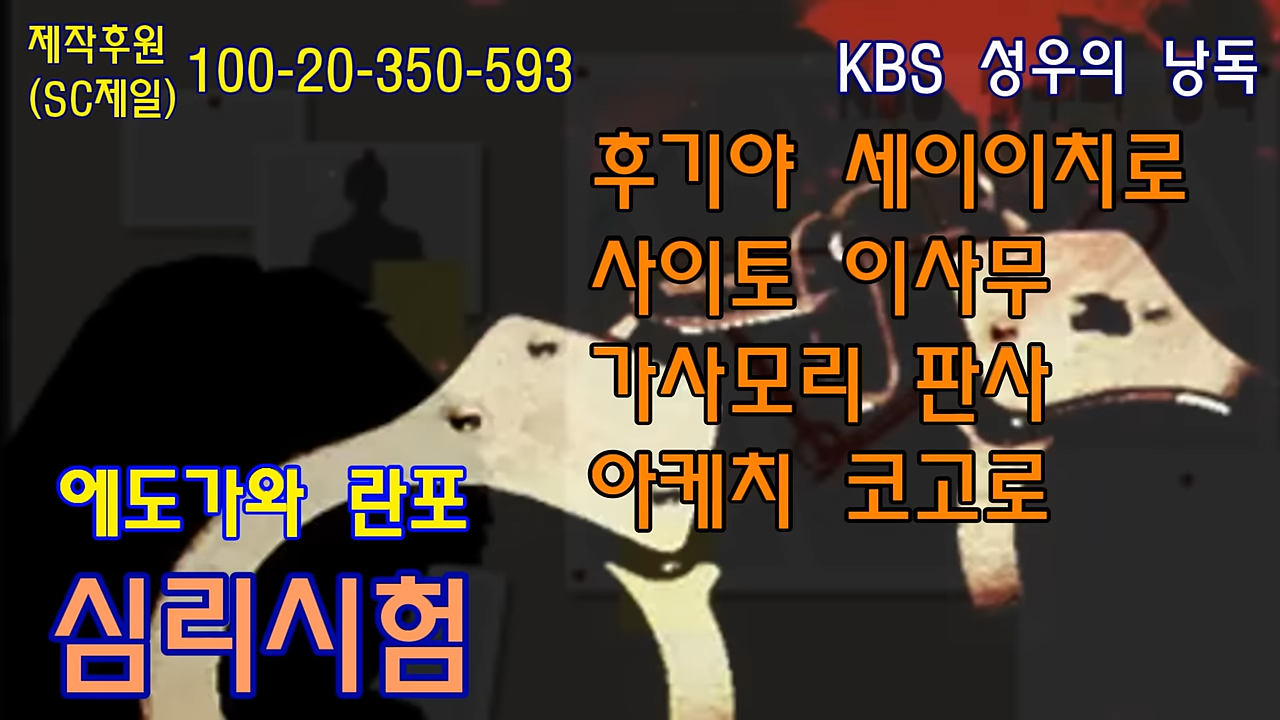 제작후원
(SC제일)
100-20-350-593
KBS 성우의 낭독
후기야 세이이치로
사이토 이사무
가사모리 판사
아케치 코고로
에도가와 란포
심리시험